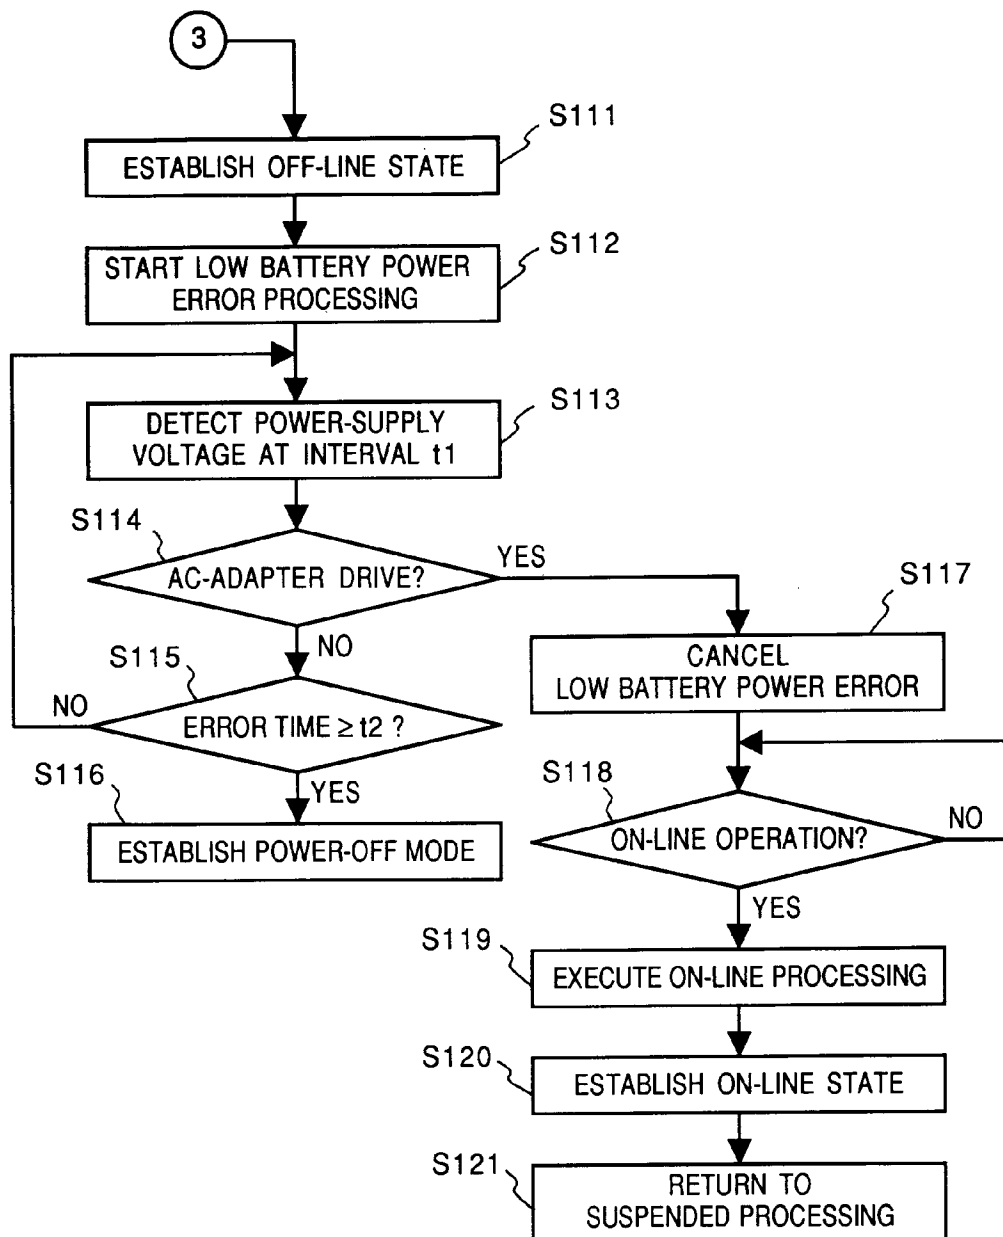 3
S111
ESTABLISH OFF-LINE STATE
S112
START LOW BATTERY POWER
ERROR PROCESSING
S113
DETECT POWER-SUPPLY
VOLTAGE AT INTERVAL t1
S114
AC-ADAPTER DRIVE?
YES
NO
S117
CANCEL
LOW BATTERY POWER ERROR
S115
ERROR TIME ≥ t2 ?
NO
YES
S116
ESTABLISH POWER-OFF MODE
S118
ON-LINE OPERATION?
NO
YES
S119
EXECUTE ON-LINE PROCESSING
S120
ESTABLISH ON-LINE STATE
S121
RETURN TO
SUSPENDED PROCESSING